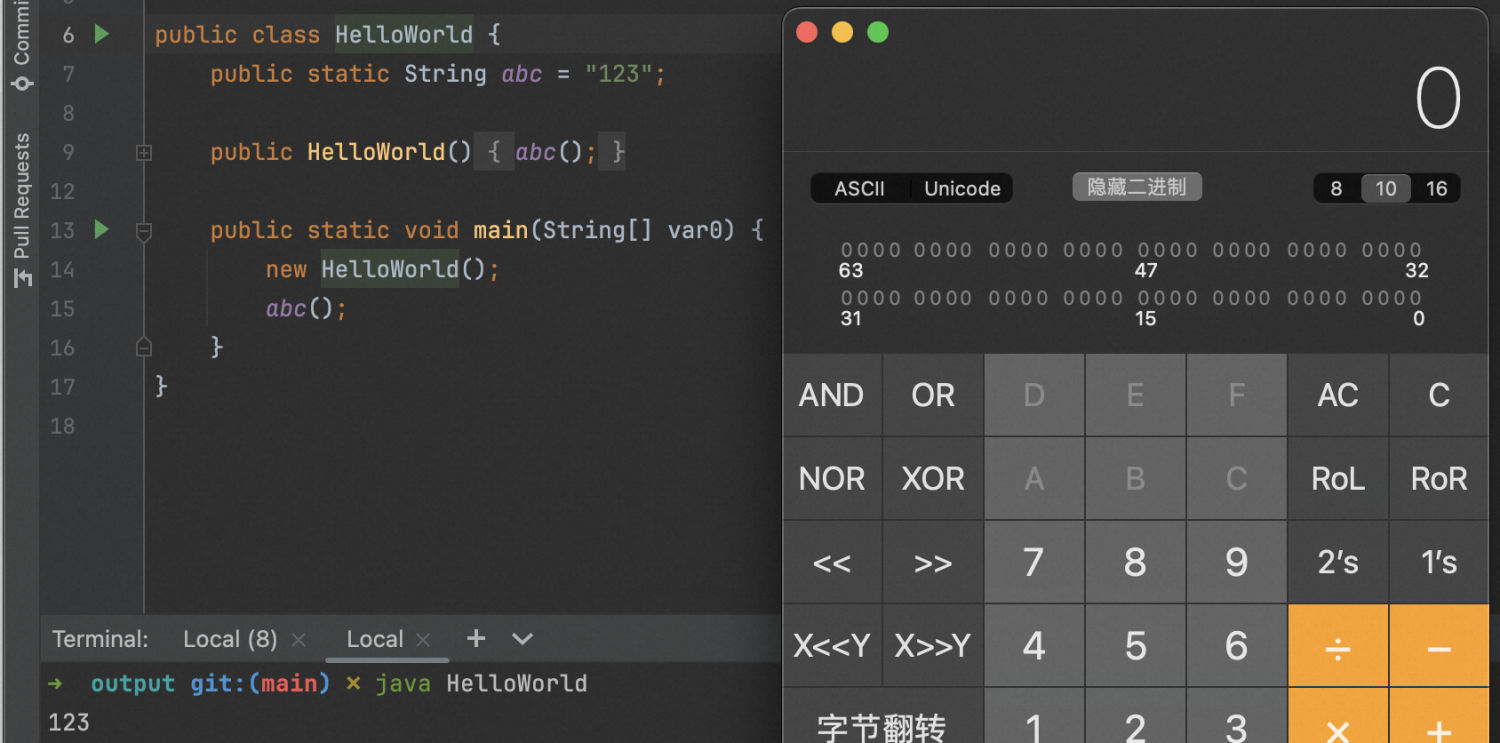 Commi
Pull Requests
6 public class HelloWorld {
7 public static String abc = "123";
8
9 public HelloWorld() { abc(); }
12
13 public static void main(String[] var0) {
14 new HelloWorld();
15 abc();
16 }
17 }
18
Terminal: Local (8) × Local × +
→ output git:(main) × java HelloWorld
123
0
ASCII Unicode 隐藏二进制 8 10 16
0000 0000 0000 0000 0000 0000 0000 0000
63 47 32
0000 0000 0000 0000 0000 0000 0000 0000
31 15 0
AND OR D E F AC C
NOR XOR A B C RoL RoR
<< >> 7 8 9 2's 1's
X<<Y X>>Y 4 5 6 ÷ −
字节翻转 1 2 3 × +